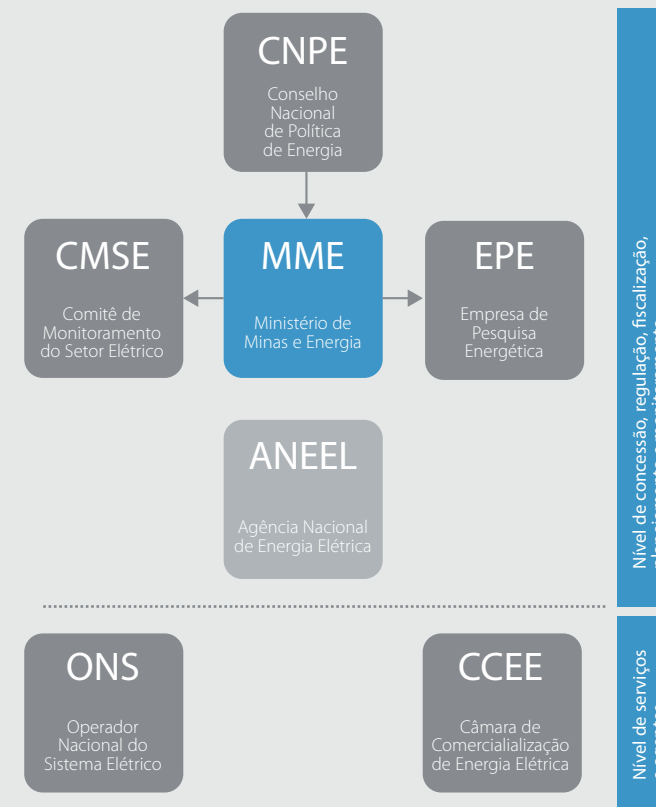 CNPE
Conselho
Nacional
de Política
de Energia
CMSE
Comitê de
Monitoramento
do Setor Elétrico
MME
Ministério de
Minas e Energia
EPE
Empresa de
Pesquisa
Energética
ANEEL
Agência Nacional
de Energia Elétrica
Nível de concessão, regulação, fiscalização,
planejamento e monitoramento
ONS
Operador
Nacional do
Sistema Elétrico
CCEE
Câmara de
Comercialialização
de Energia Elétrica
Nível de serviços